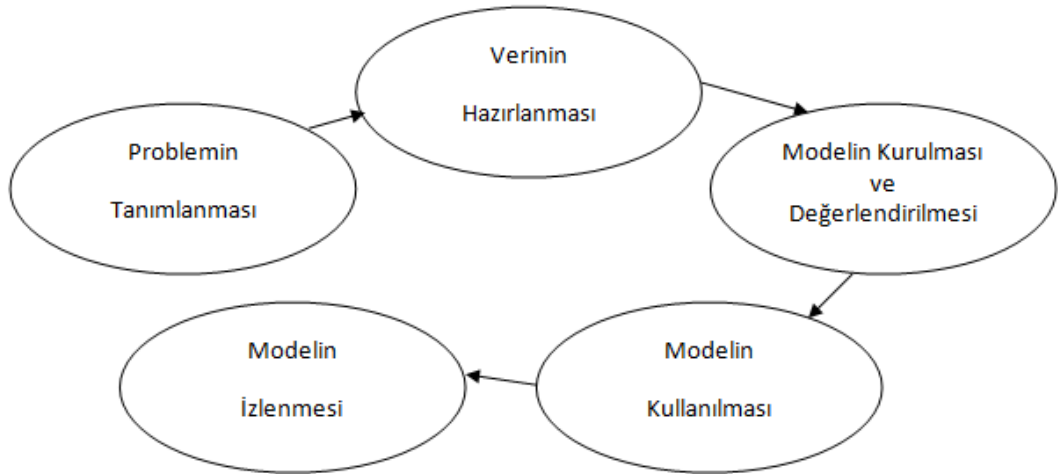 Problemin
Tanımlanması
Verinin
Hazırlanması
Modelin Kurulması
ve
Değerlendirilmesi
Modelin
Kullanılması
Modelin
İzlenmesi